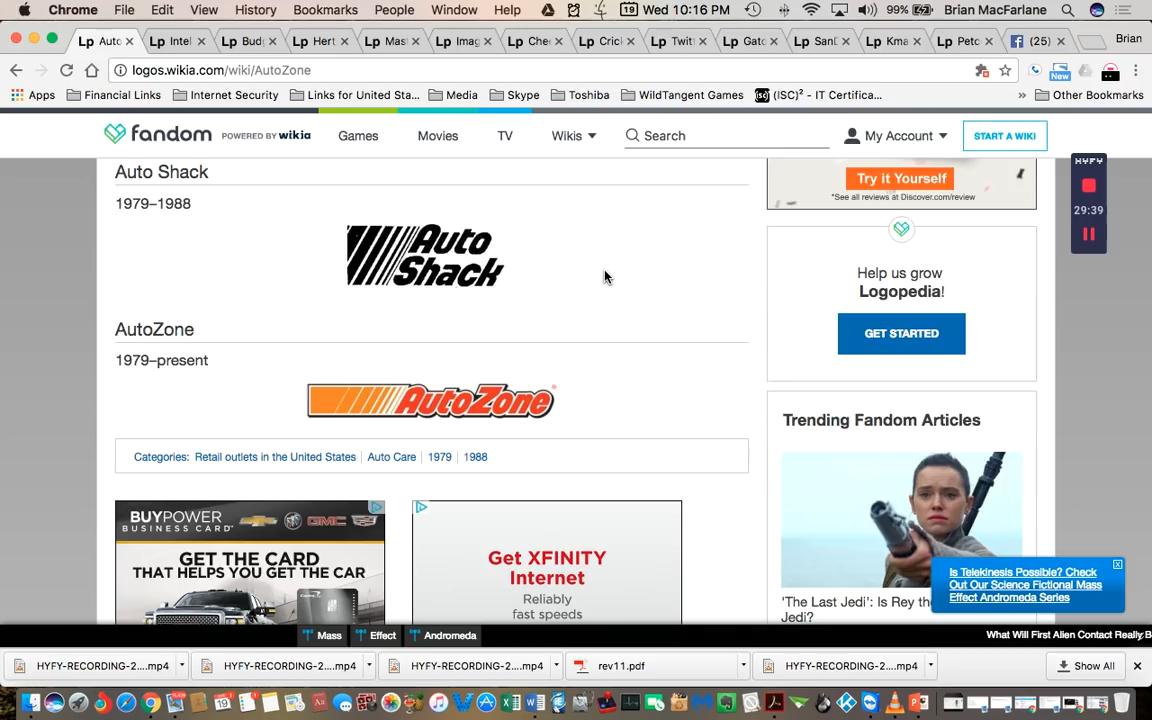 Chrome File Edit View History Bookmarks People Window Help 19 Wed 10:16 PM 99% Brian MacFarlane
Lp Auto Lp Intel Lp Budg Lp Hert Lp Mas Lp Imag Lp Che Lp Crick Lp Twitt Lp Gato Lp SanD Lp Kma Lp Petc (25) Brian
logos.wikia.com/wiki/AutoZone New
Apps Financial Links Internet Security Links for United Sta... Media Skype Toshiba WildTangent Games (ISC)² - IT Certifica... » Other Bookmarks
fandom POWERED BY wikia Games Movies TV Wikis Search My Account START A WIKI
HYFY
29:39
Auto Shack
1979–1988
Auto
Shack
AutoZone
1979–present
AutoZone
Categories: Retail outlets in the United States Auto Care 1979 1988
BUYPOWER
BUSINESS CARD
GMC
GET THE CARD
THAT HELPS YOU GET THE CAR
Get XFINITY
Internet
Reliably
fast speeds
Try it Yourself
*See all reviews at Discover.com/review
Help us grow
Logopedia!
GET STARTED
Trending Fandom Articles
'The Last Jedi': Is Rey the
Jedi?
Is Telekinesis Possible? Check
Out Our Science Fictional Mass
Effect Andromeda Series
Mass Effect Andromeda What Will First Alien Contact Really B
HYFY-RECORDING-2....mp4 HYFY-RECORDING-2....mp4 HYFY-RECORDING-2....mp4 rev11.pdf HYFY-RECORDING-2....mp4 Show All